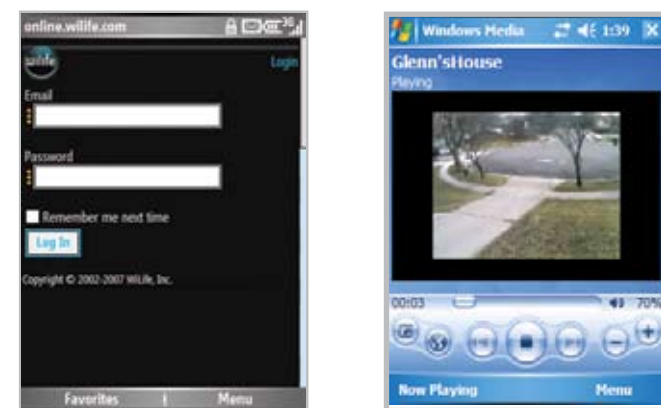 online.wilife.com
3G
wilife
Login
Email
Password
Remember me next time
Log In
Copyright © 2002-2007 WiLife, Inc.
Favorites
Menu
Windows Media
1:39
Glenn'sHouse
Playing
00:03
70%
Now Playing
Menu